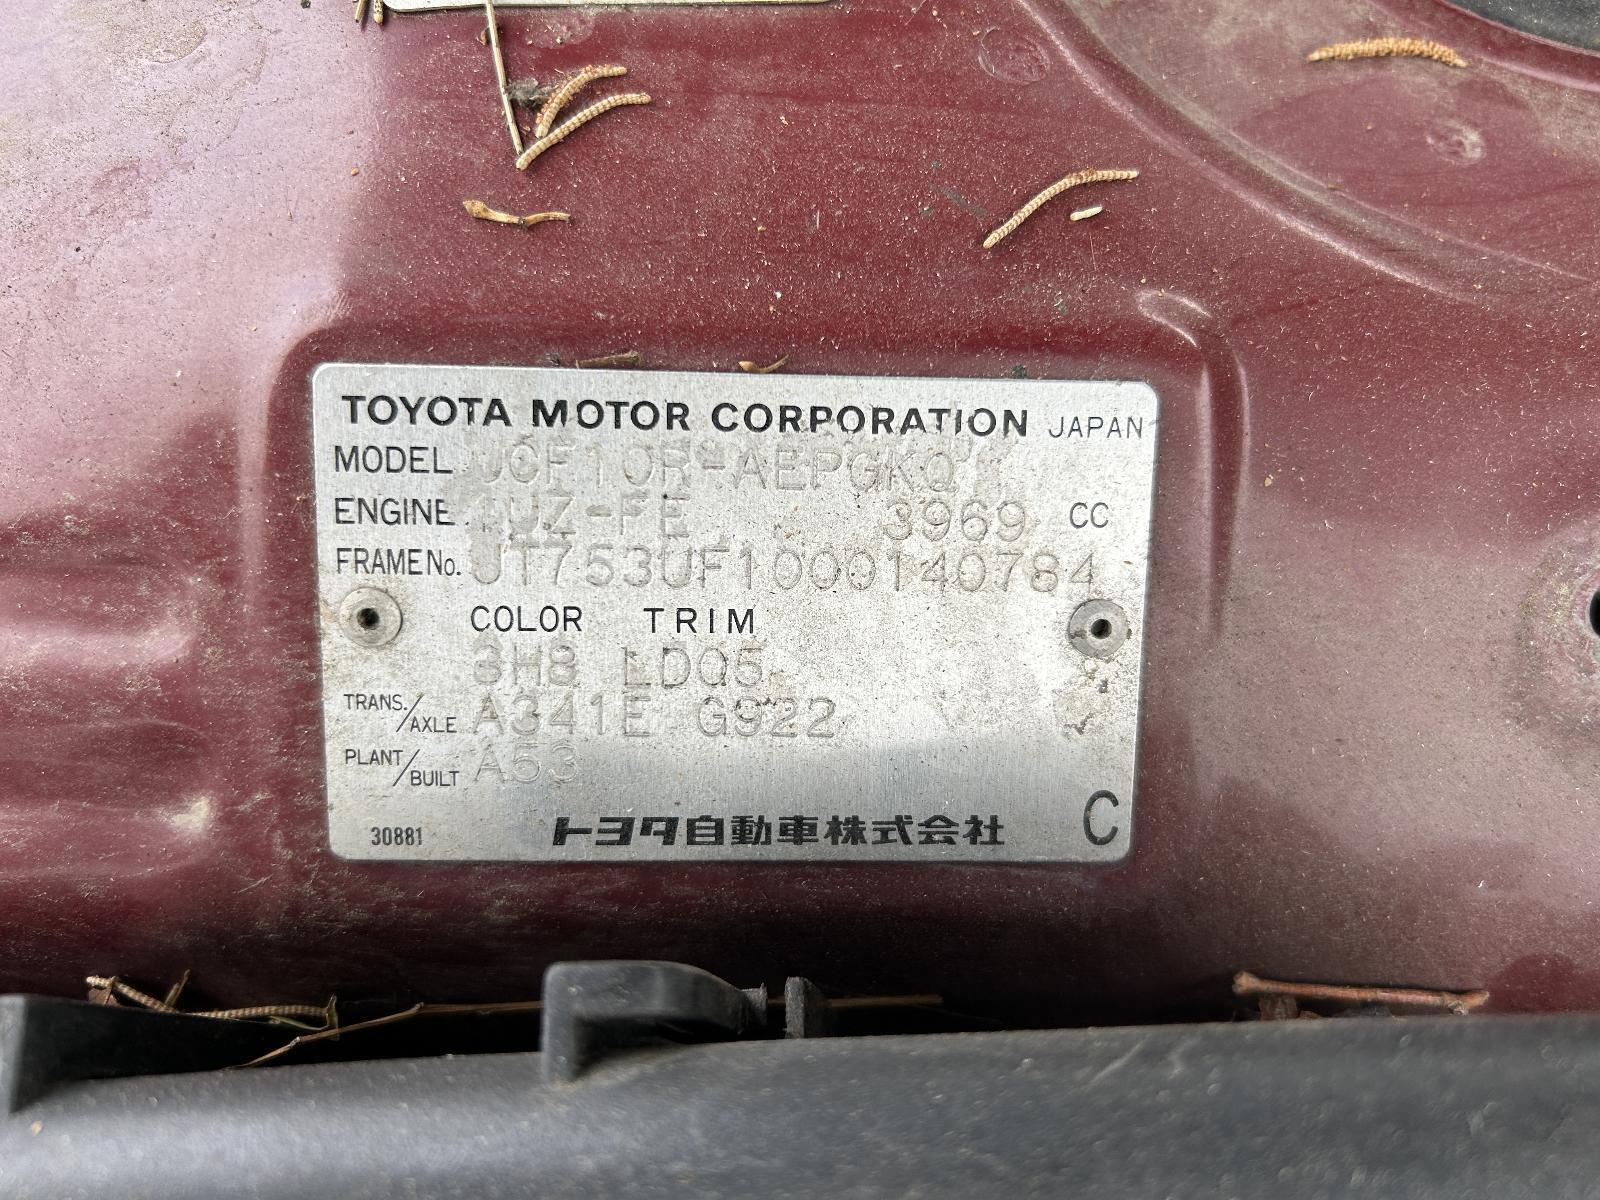 TOYOTA MOTOR CORPORATION JAPAN
MODEL UCF10R-AEPGKQ
ENGINE 1UZ-FE 3969 CC
FRAME No. JT753UF1000140784
COLOR TRIM
3H8 LDQ5
TRANS./AXLE A341E G922
PLANT/BUILT A53
30881 トヨタ自動車株式会社 C